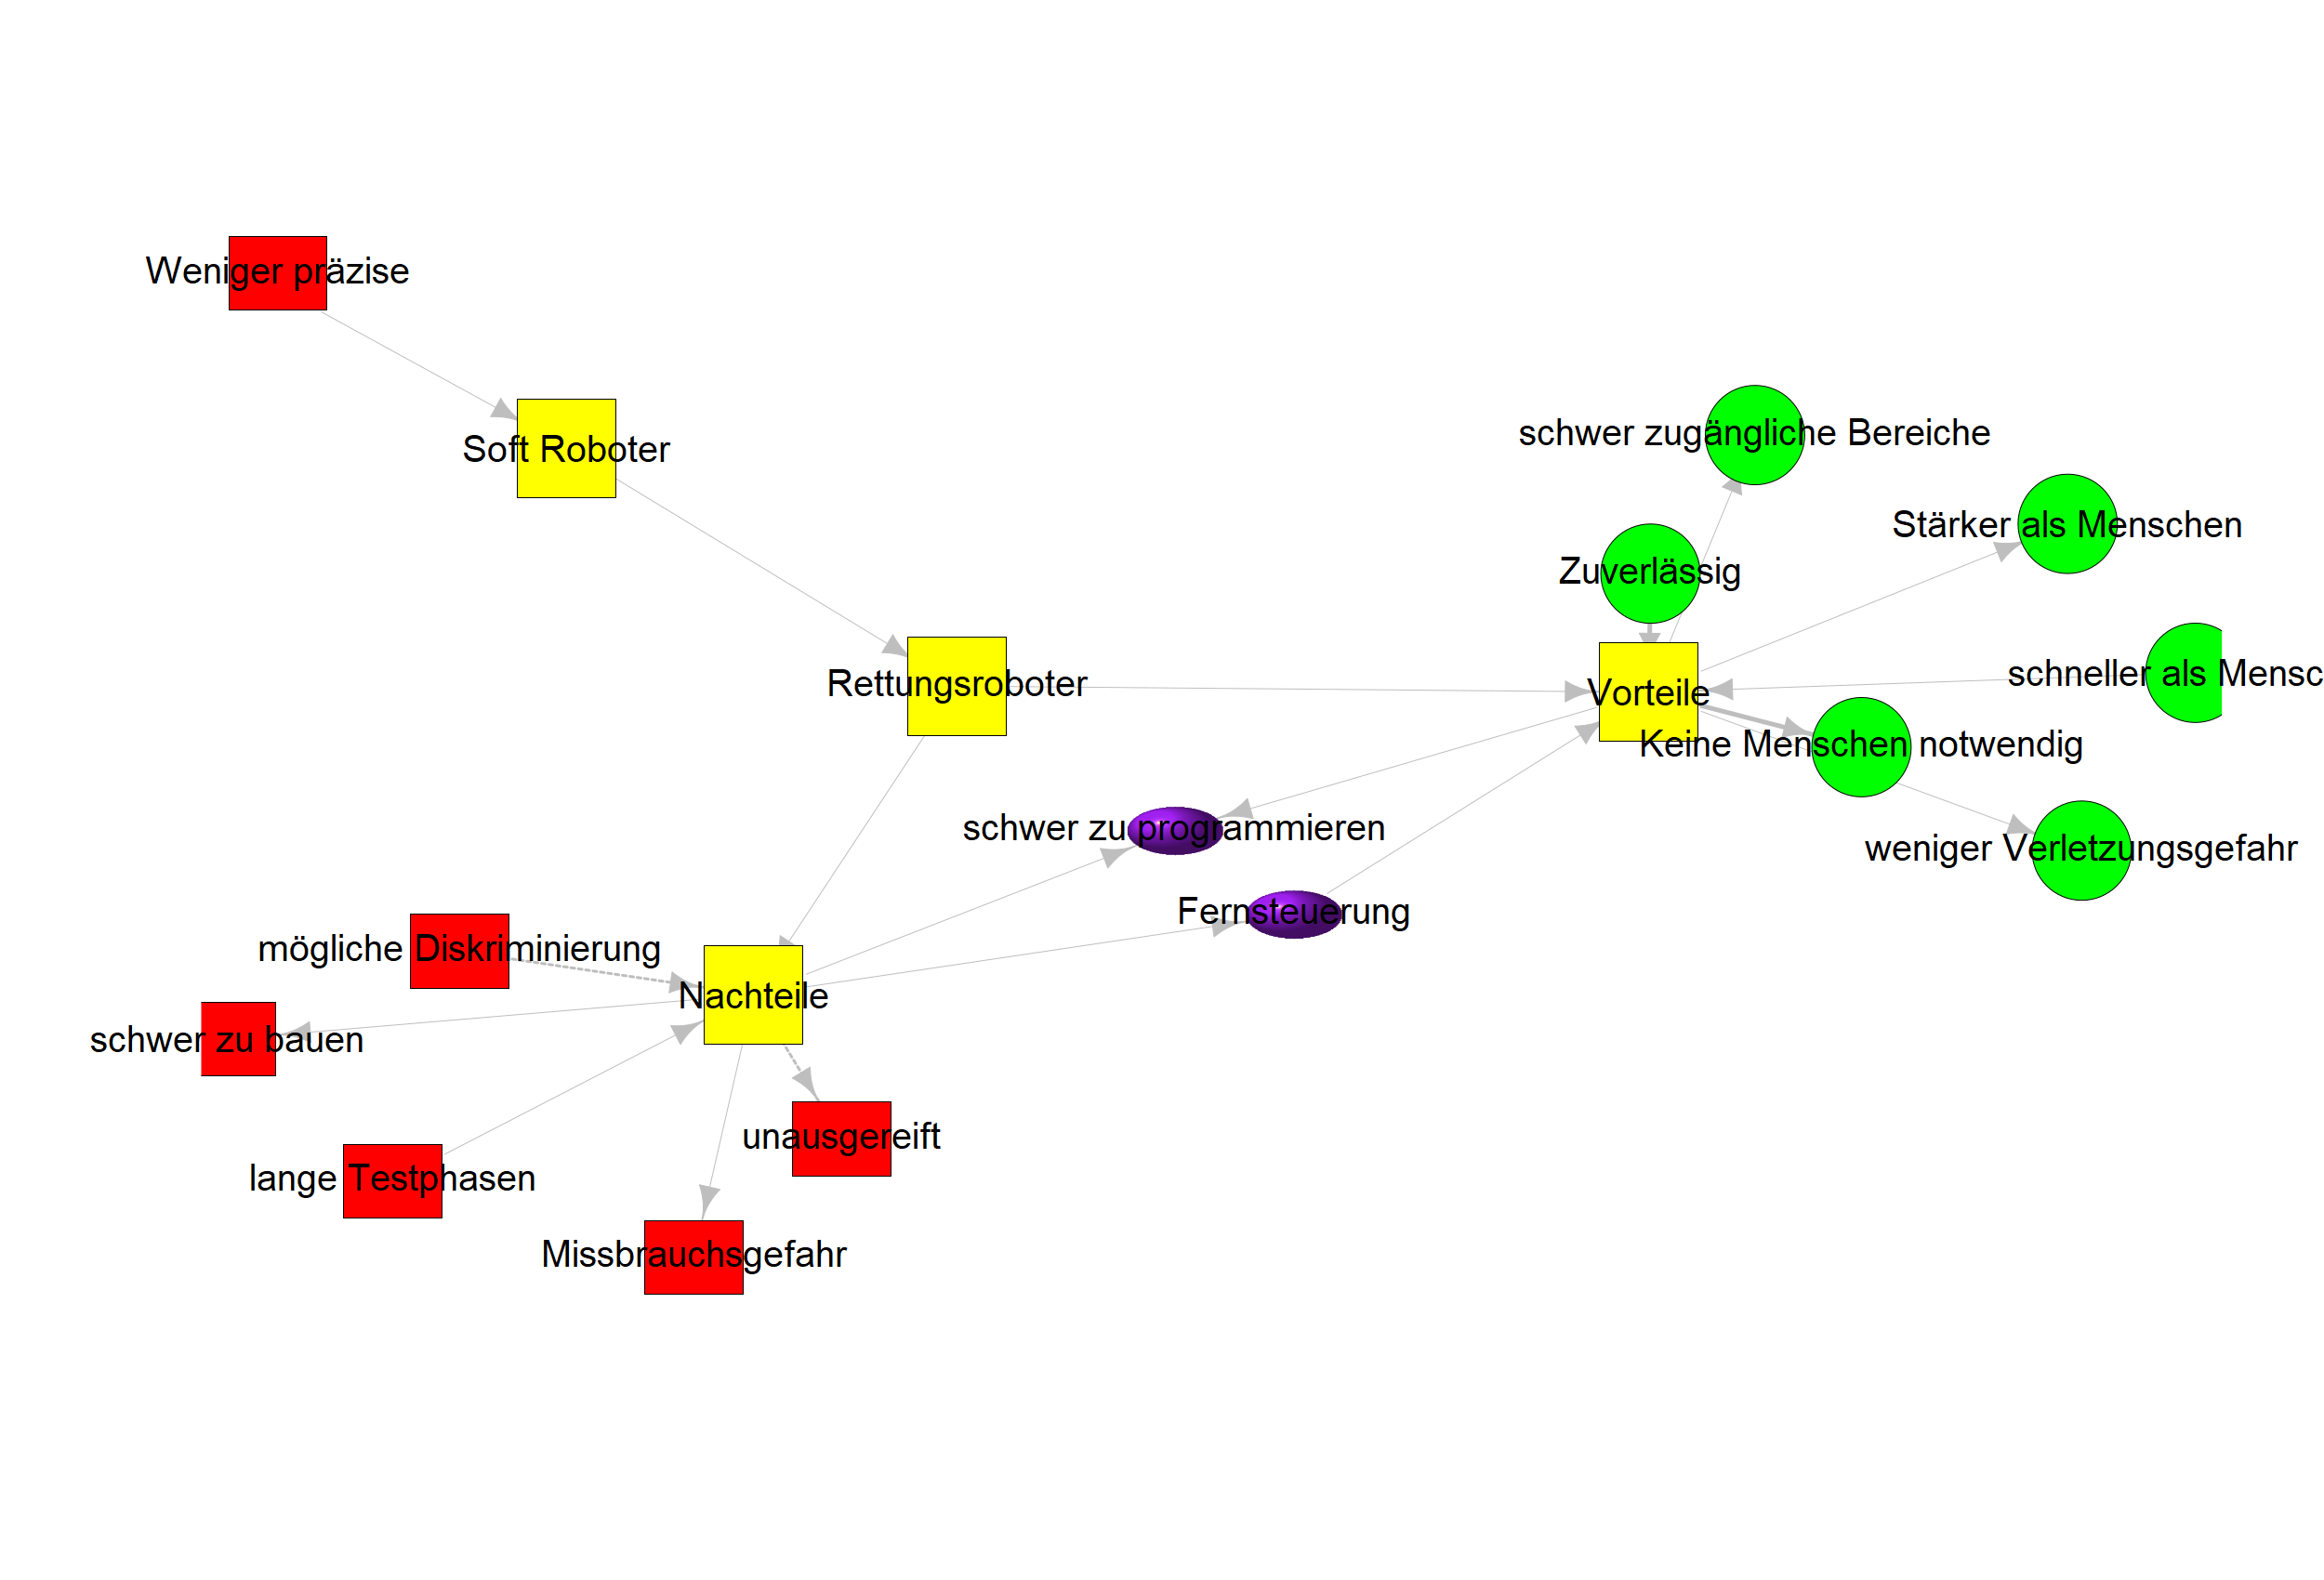 Weniger präzise
schwer zugängliche Bereiche
Soft Roboter
Stärker als Menschen
Zuverlässig
schneller als Mensc
Rettungsroboter
Vorteile
Keine Menschen notwendig
schwer zu programmieren
weniger Verletzungsgefahr
Fernsteuerung
mögliche Diskriminierung
Nachteile
schwer zu bauen
unausgereift
lange Testphasen
Missbrauchsgefahr